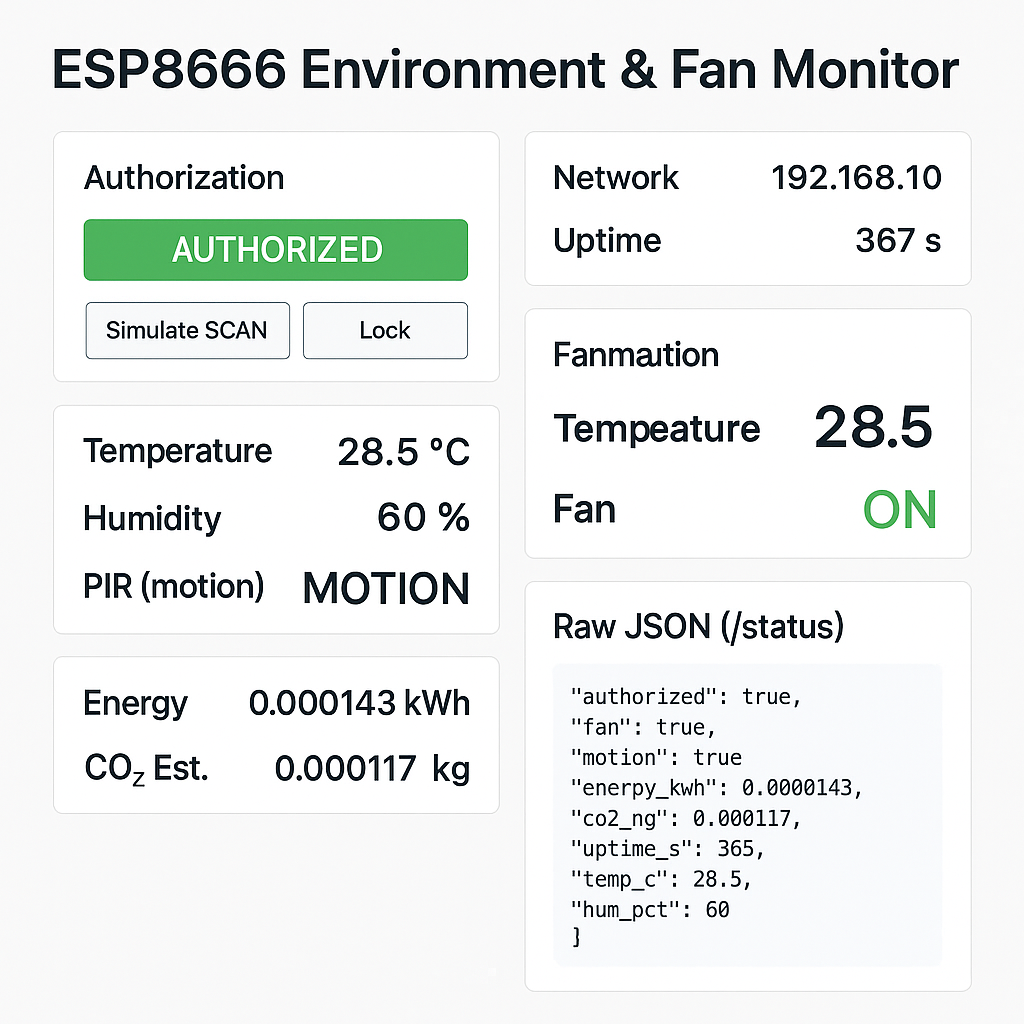 ESP8666 Environment & Fan Monitor
Authorization
AUTHORIZED
Simulate SCAN
Lock
Temperature 28.5 °C
Humidity 60 %
PIR (motion) MOTION
Energy 0.000143 kWh
CO₂ Est. 0.000117 kg
Network 192.168.10
Uptime 367 s
Fanmaution
Tempeature 28.5
Fan ON
Raw JSON (/status)
"authorized": true,
"fan": true,
"motion": true
"enerpy_kwh": 0.0000143,
"co2_ng": 0.000117,
"uptime_s": 365,
"temp_c": 28.5,
"hum_pct": 60
}